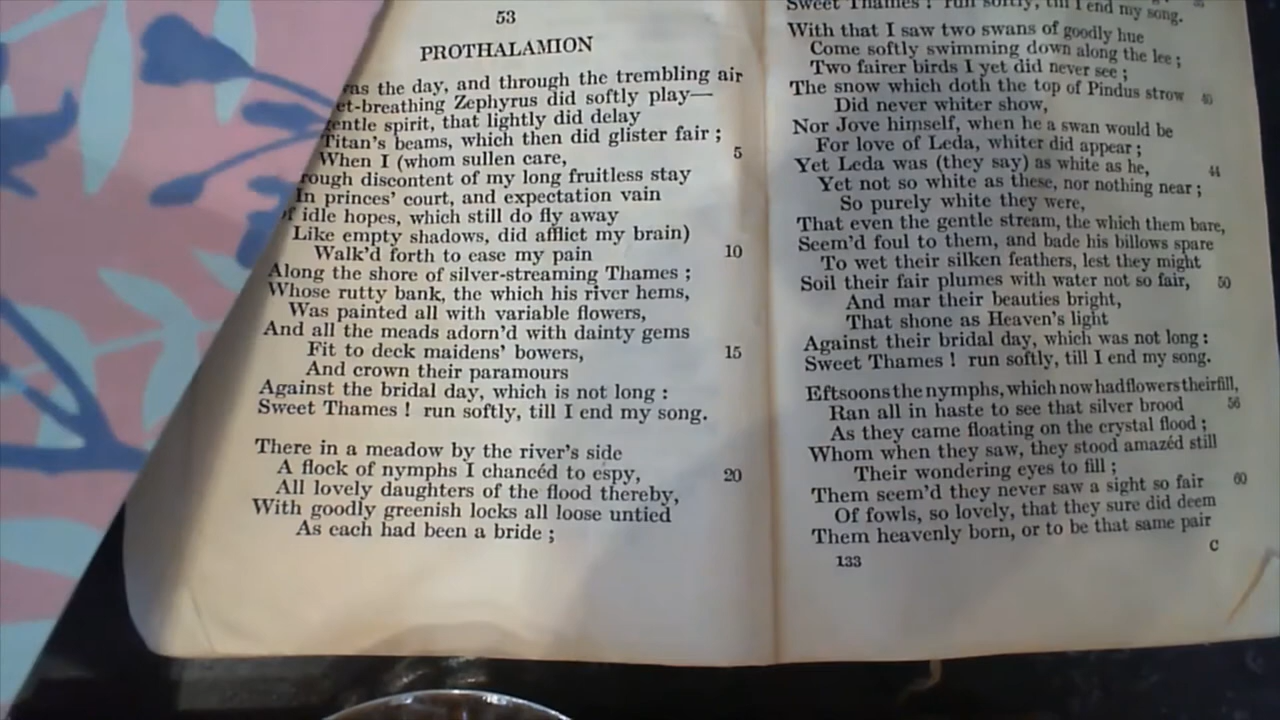 53
PROTHALAMION
was the day, and through the trembling air
et-breathing Zephyrus did softly play—
gentle spirit, that lightly did delay
Titan's beams, which then did glister fair ;
When I (whom sullen care,
5
rough discontent of my long fruitless stay
In princes' court, and expectation vain
Of idle hopes, which still do fly away
Like empty shadows, did afflict my brain)
Walk'd forth to ease my pain
10
Along the shore of silver-streaming Thames ;
Whose rutty bank, the which his river hems,
Was painted all with variable flowers,
And all the meads adorn'd with dainty gems
Fit to deck maidens' bowers,
15
And crown their paramours
Against the bridal day, which is not long :
Sweet Thames ! run softly, till I end my song.
There in a meadow by the river's side
A flock of nymphs I chancéd to espy,
20
All lovely daughters of the flood thereby,
With goodly greenish locks all loose untied
As each had been a bride ;
Sweet Thames ! run softly, till I end my song.
With that I saw two swans of goodly hue
Come softly swimming down along the lee ;
Two fairer birds I yet did never see ;
The snow which doth the top of Pindus strow
40
Did never whiter show,
Nor Jove himself, when he a swan would be
For love of Leda, whiter did appear ;
Yet Leda was (they say) as white as he,
44
Yet not so white as these, nor nothing near ;
So purely white they were,
That even the gentle stream, the which them bare,
Seem'd foul to them, and bade his billows spare
To wet their silken feathers, lest they might
Soil their fair plumes with water not so fair,
50
And mar their beauties bright,
That shone as Heaven's light
Against their bridal day, which was not long :
Sweet Thames ! run softly, till I end my song.
Eftsoons the nymphs, which now had flowers their fill,
Ran all in haste to see that silver brood
56
As they came floating on the crystal flood ;
Whom when they saw, they stood amazéd still
Their wondering eyes to fill ;
Them seem'd they never saw a sight so fair
60
Of fowls, so lovely, that they sure did deem
Them heavenly born, or to be that same pair
133
C